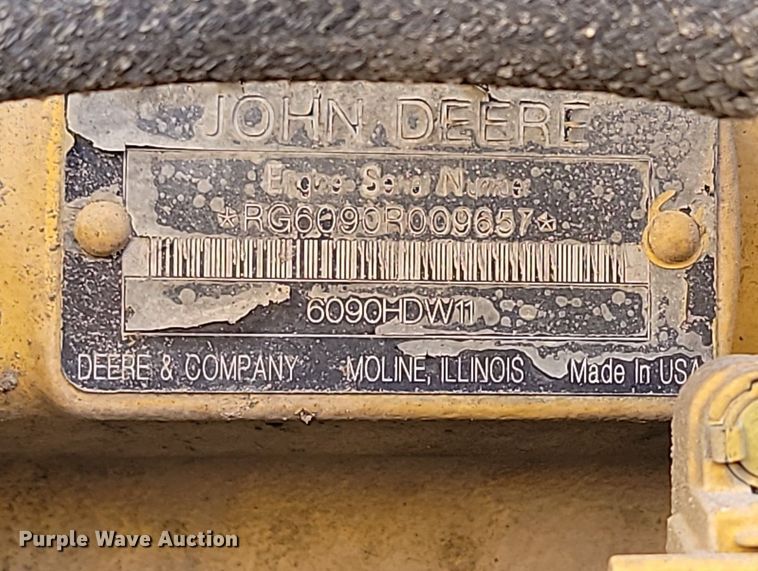 JOHN DEERE
Engine Serial Number
*RG6090R009657*
6090HDW11
DEERE & COMPANY MOLINE, ILLINOIS Made In USA
Purple Wave Auction